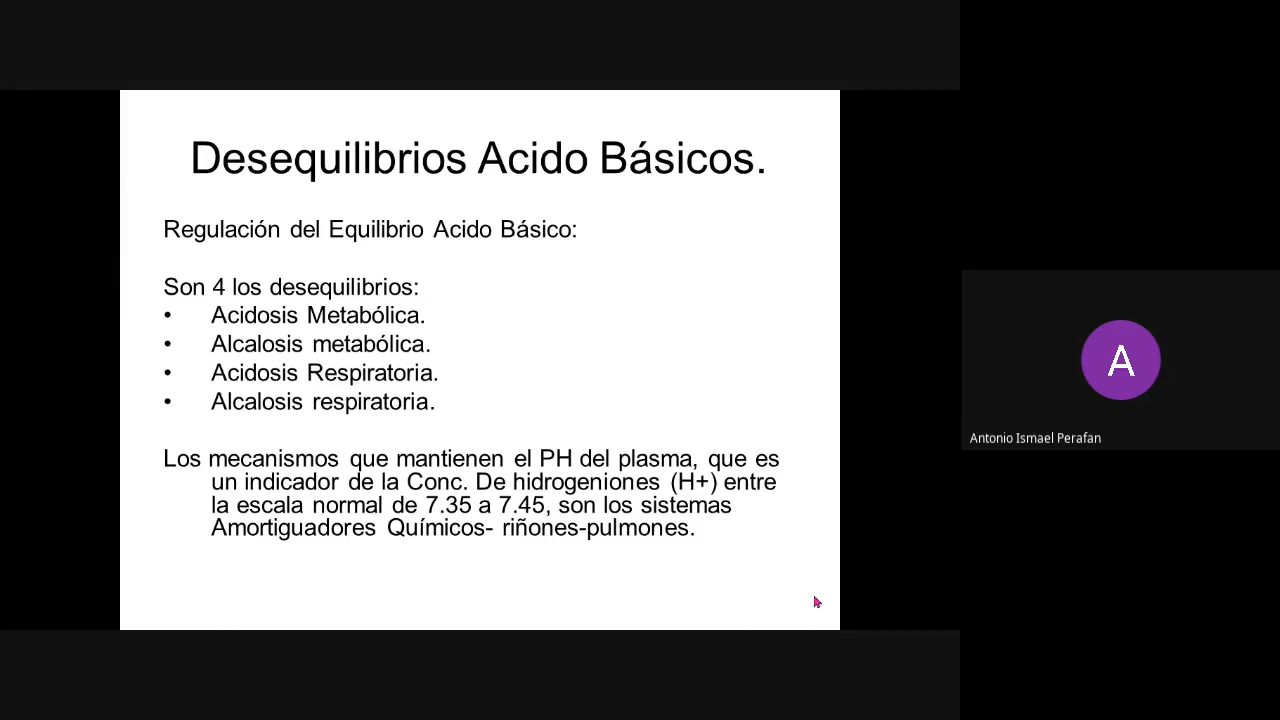 Desequilibrios Acido Básicos.
Regulación del Equilibrio Acido Básico:
Son 4 los desequilibrios:
• Acidosis Metabólica.
• Alcalosis metabólica.
• Acidosis Respiratoria.
• Alcalosis respiratoria.
Los mecanismos que mantienen el PH del plasma, que es
un indicador de la Conc. De hidrogeniones (H+) entre
la escala normal de 7.35 a 7.45, son los sistemas
Amortiguadores Químicos- riñones-pulmones.
A
Antonio Ismael Perafan